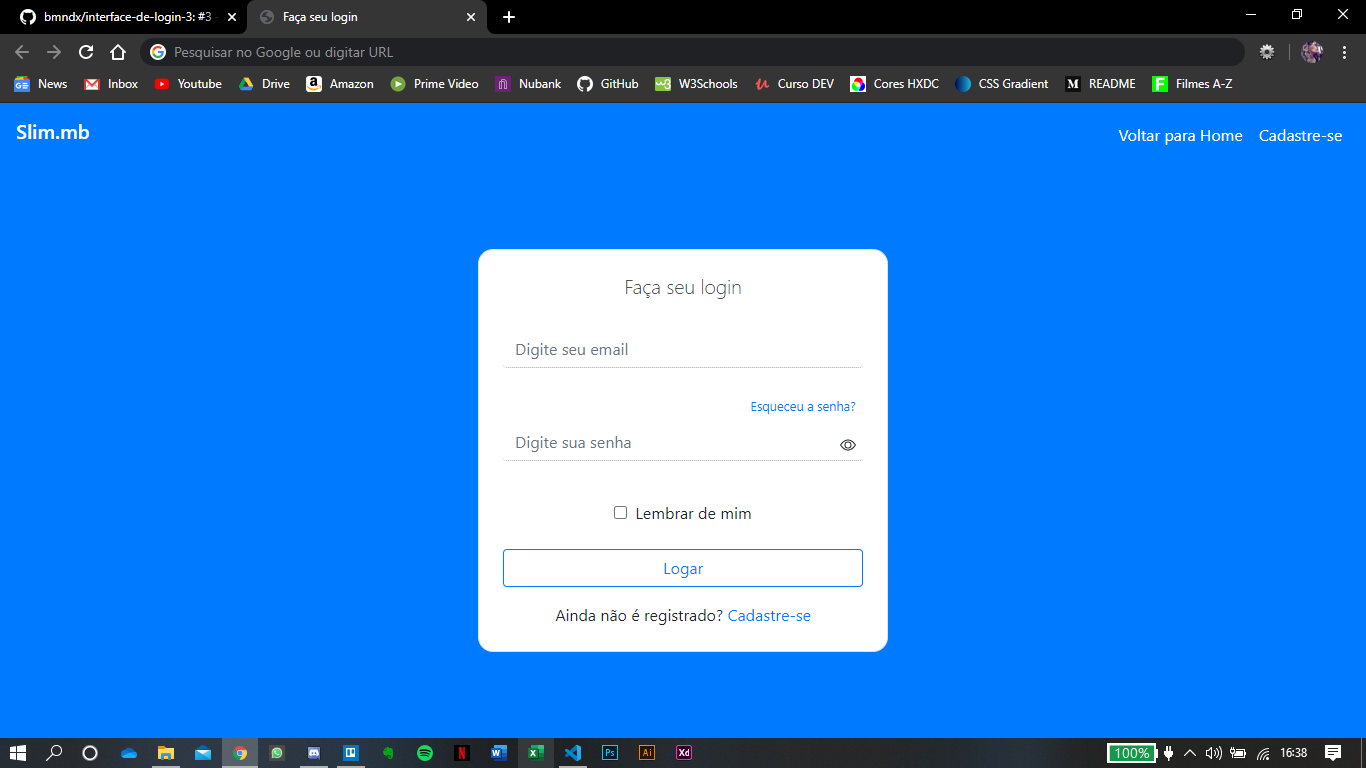 bmndx/interface-de-login-3: #3 -
Faça seu login
Pesquisar no Google ou digitar URL
News Inbox Youtube Drive Amazon Prime Video Nubank GitHub W3Schools Curso DEV Cores HXDC CSS Gradient README Filmes A-Z
Slim.mb
Voltar para Home Cadastre-se
Faça seu login
Digite seu email
Esqueceu a senha?
Digite sua senha
Lembrar de mim
Logar
Ainda não é registrado? Cadastre-se
100% 16:38